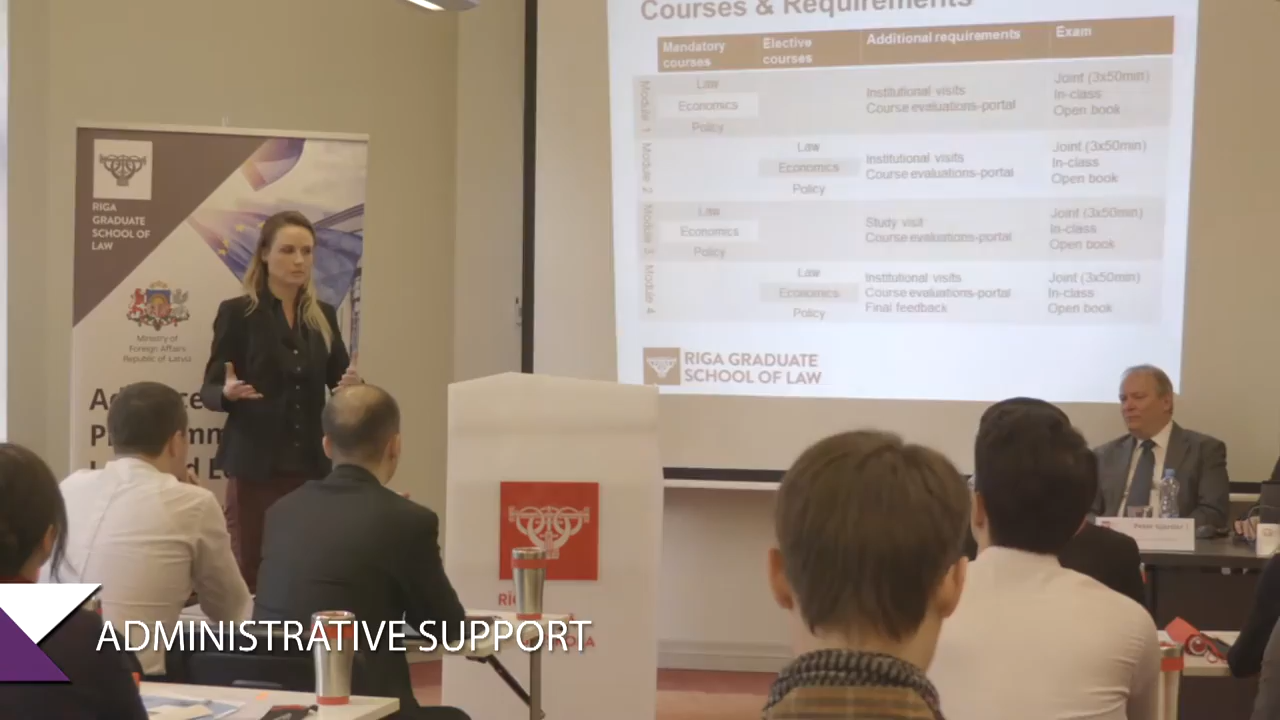 Courses & Requirements
Mandatory courses
Elective courses
Additional requirements
Exam
Module 1
Law
Economics
Policy
Institutional visits
Course evaluations-portal
Joint (3x50min)
In-class
Open book
Module 2
Law
Economics
Policy
Institutional visits
Course evaluations-portal
Joint (3x50min)
In-class
Open book
Module 3
Law
Economics
Policy
Study visit
Course evaluations-portal
Joint (3x50min)
In-class
Open book
Module 4
Law
Economics
Policy
Institutional visits
Course evaluations-portal
Final feedback
Joint (3x50min)
In-class
Open book
RIGA GRADUATE
SCHOOL OF LAW
RIGA
GRADUATE
SCHOOL OF
LAW
Ministry of
Foreign Affairs
Republic of Latvia
Peter
ADMINISTRATIVE SUPPORT